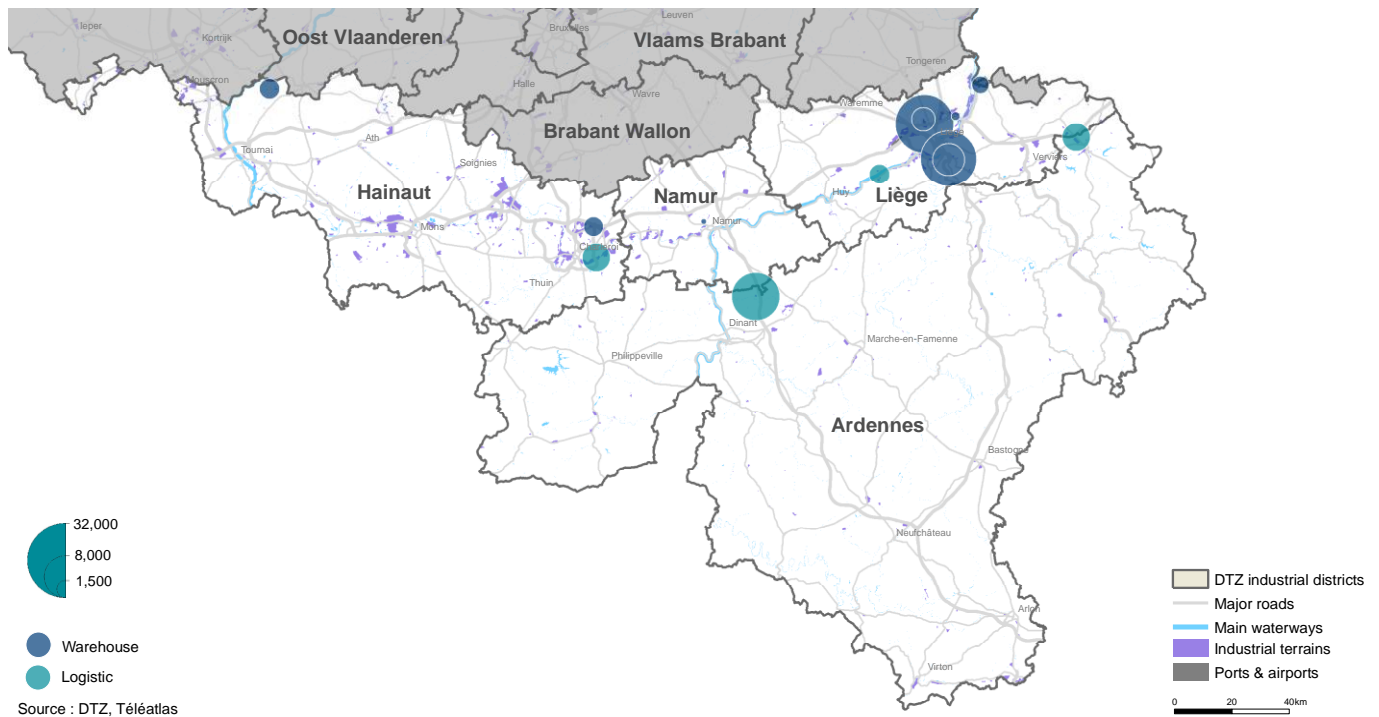 Ieper
Kortrijk
Oost Vlaanderen
Bruxelles
Leuven
Vlaams Brabant
Tongeren
Mouscron
Halle
Wavre
Waremme
Brabant Wallon
Ath
Tournai
Soignies
Verviers
Hainaut
Namur
Huy
Liège
Mons
Namur
Thuin
Dinant
Philippeville
Marche-en-Famenne
Ardennes
Bastogne
Neufchâteau
Arlon
Virton
32,000
8,000
1,500
Warehouse
Logistic
Source : DTZ, Téléatlas
DTZ industrial districts
Major roads
Main waterways
Industrial terrains
Ports & airports
0 20 40km